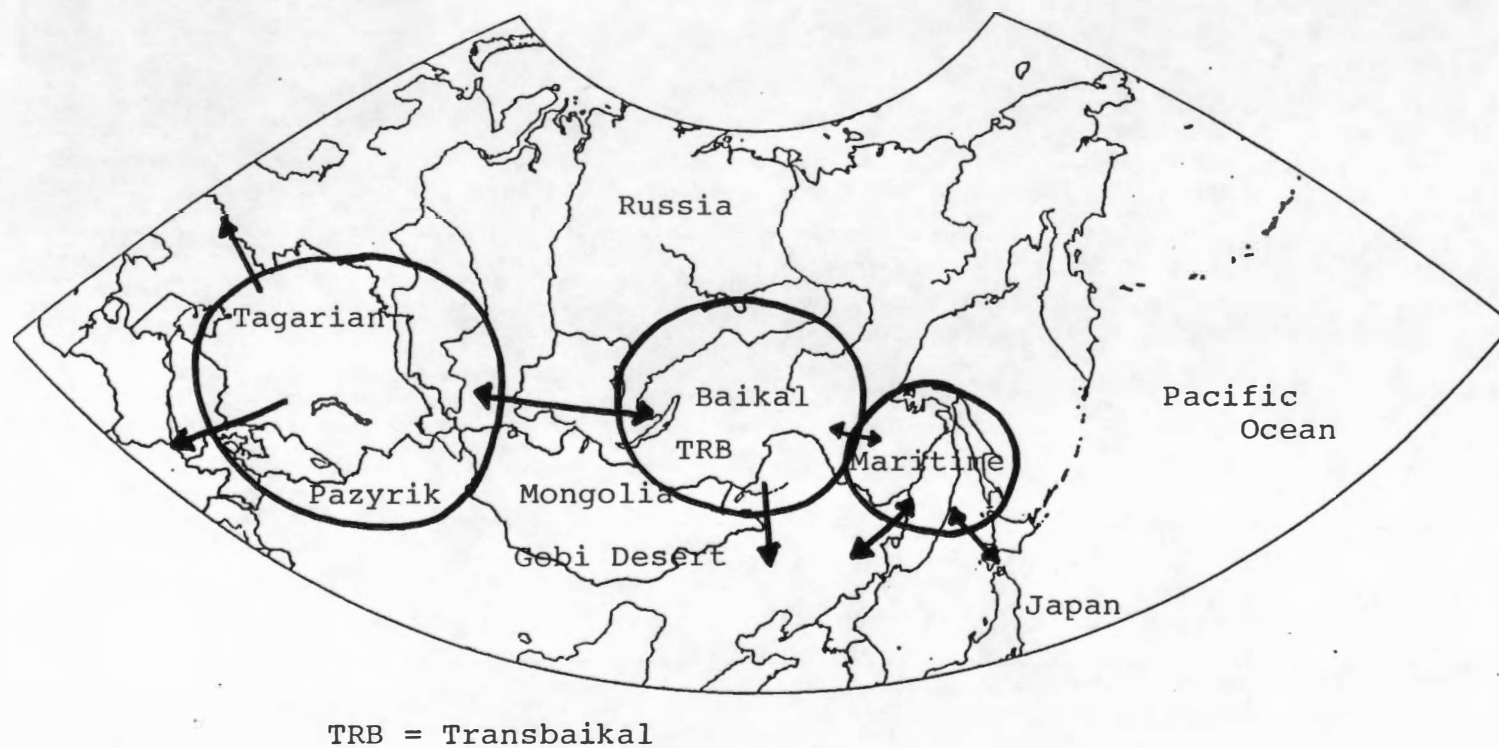 Russia
Tagarian
Baikal
Pacific
Ocean
TRB
Maritime
Pazyrik
Mongolia
Gobi Desert
Japan
TRB = Transbaikal